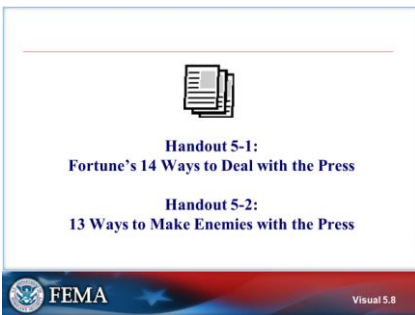 Handout 5-1:
Fortune's 14 Ways to Deal with the Press
Handout 5-2:
13 Ways to Make Enemies with the Press
FEMA
Visual 5.8